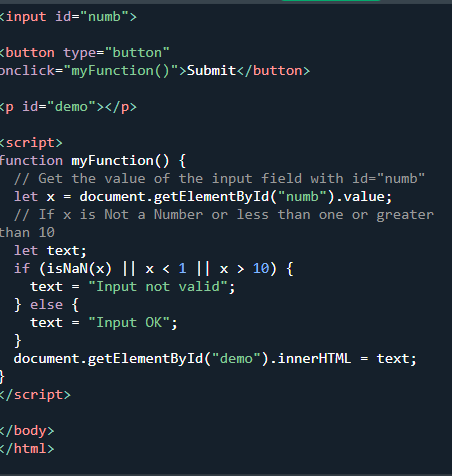 <input id="numb">
<button type="button"
onclick="myFunction()">Submit</button>
<p id="demo"></p>
<script>
function myFunction() {
  // Get the value of the input field with id="numb"
  let x = document.getElementById("numb").value;
  // If x is Not a Number or less than one or greater
than 10
  let text;
  if (isNaN(x) || x < 1 || x > 10) {
    text = "Input not valid";
  } else {
    text = "Input OK";
  }
  document.getElementById("demo").innerHTML = text;
}
</script>
</body>
</html>